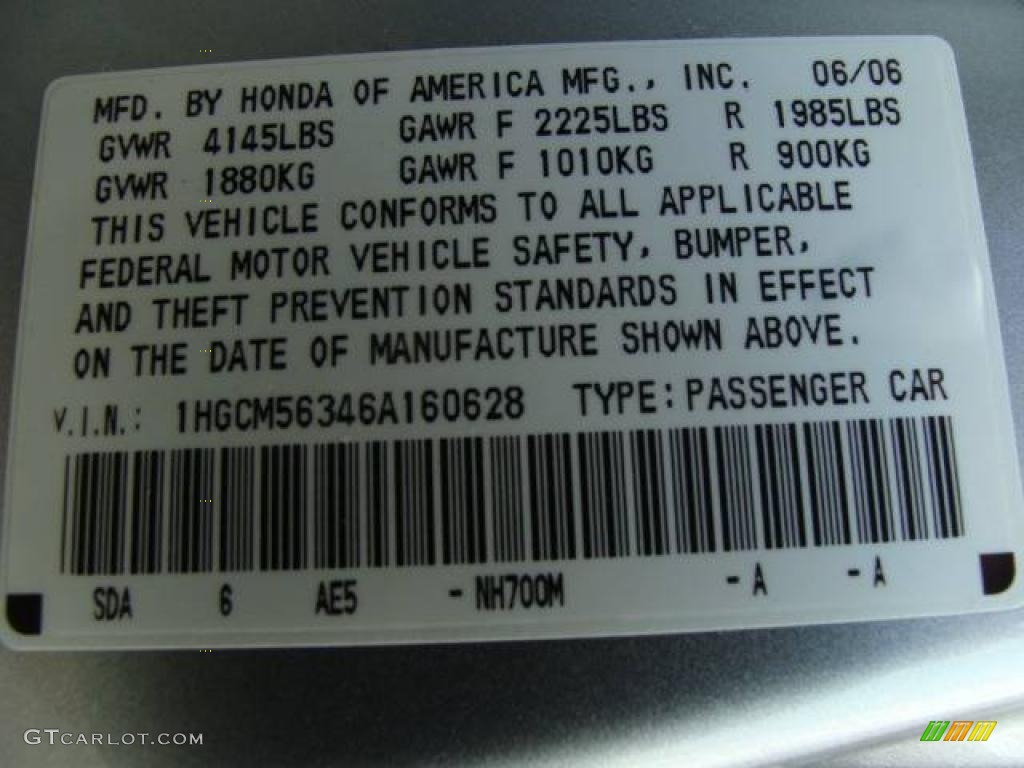 MFD. BY HONDA OF AMERICA MFG., INC. 06/06
GVWR 4145LBS GAWR F 2225LBS R 1985LBS
GVWR 1880KG GAWR F 1010KG R 900KG
THIS VEHICLE CONFORMS TO ALL APPLICABLE
FEDERAL MOTOR VEHICLE SAFETY, BUMPER,
AND THEFT PREVENTION STANDARDS IN EFFECT
ON THE DATE OF MANUFACTURE SHOWN ABOVE.
V.I.N.: 1HGCM56346A160628 TYPE:PASSENGER CAR
SDA 6 AE5 -NH700M -A -A
GTCARLOT.COM